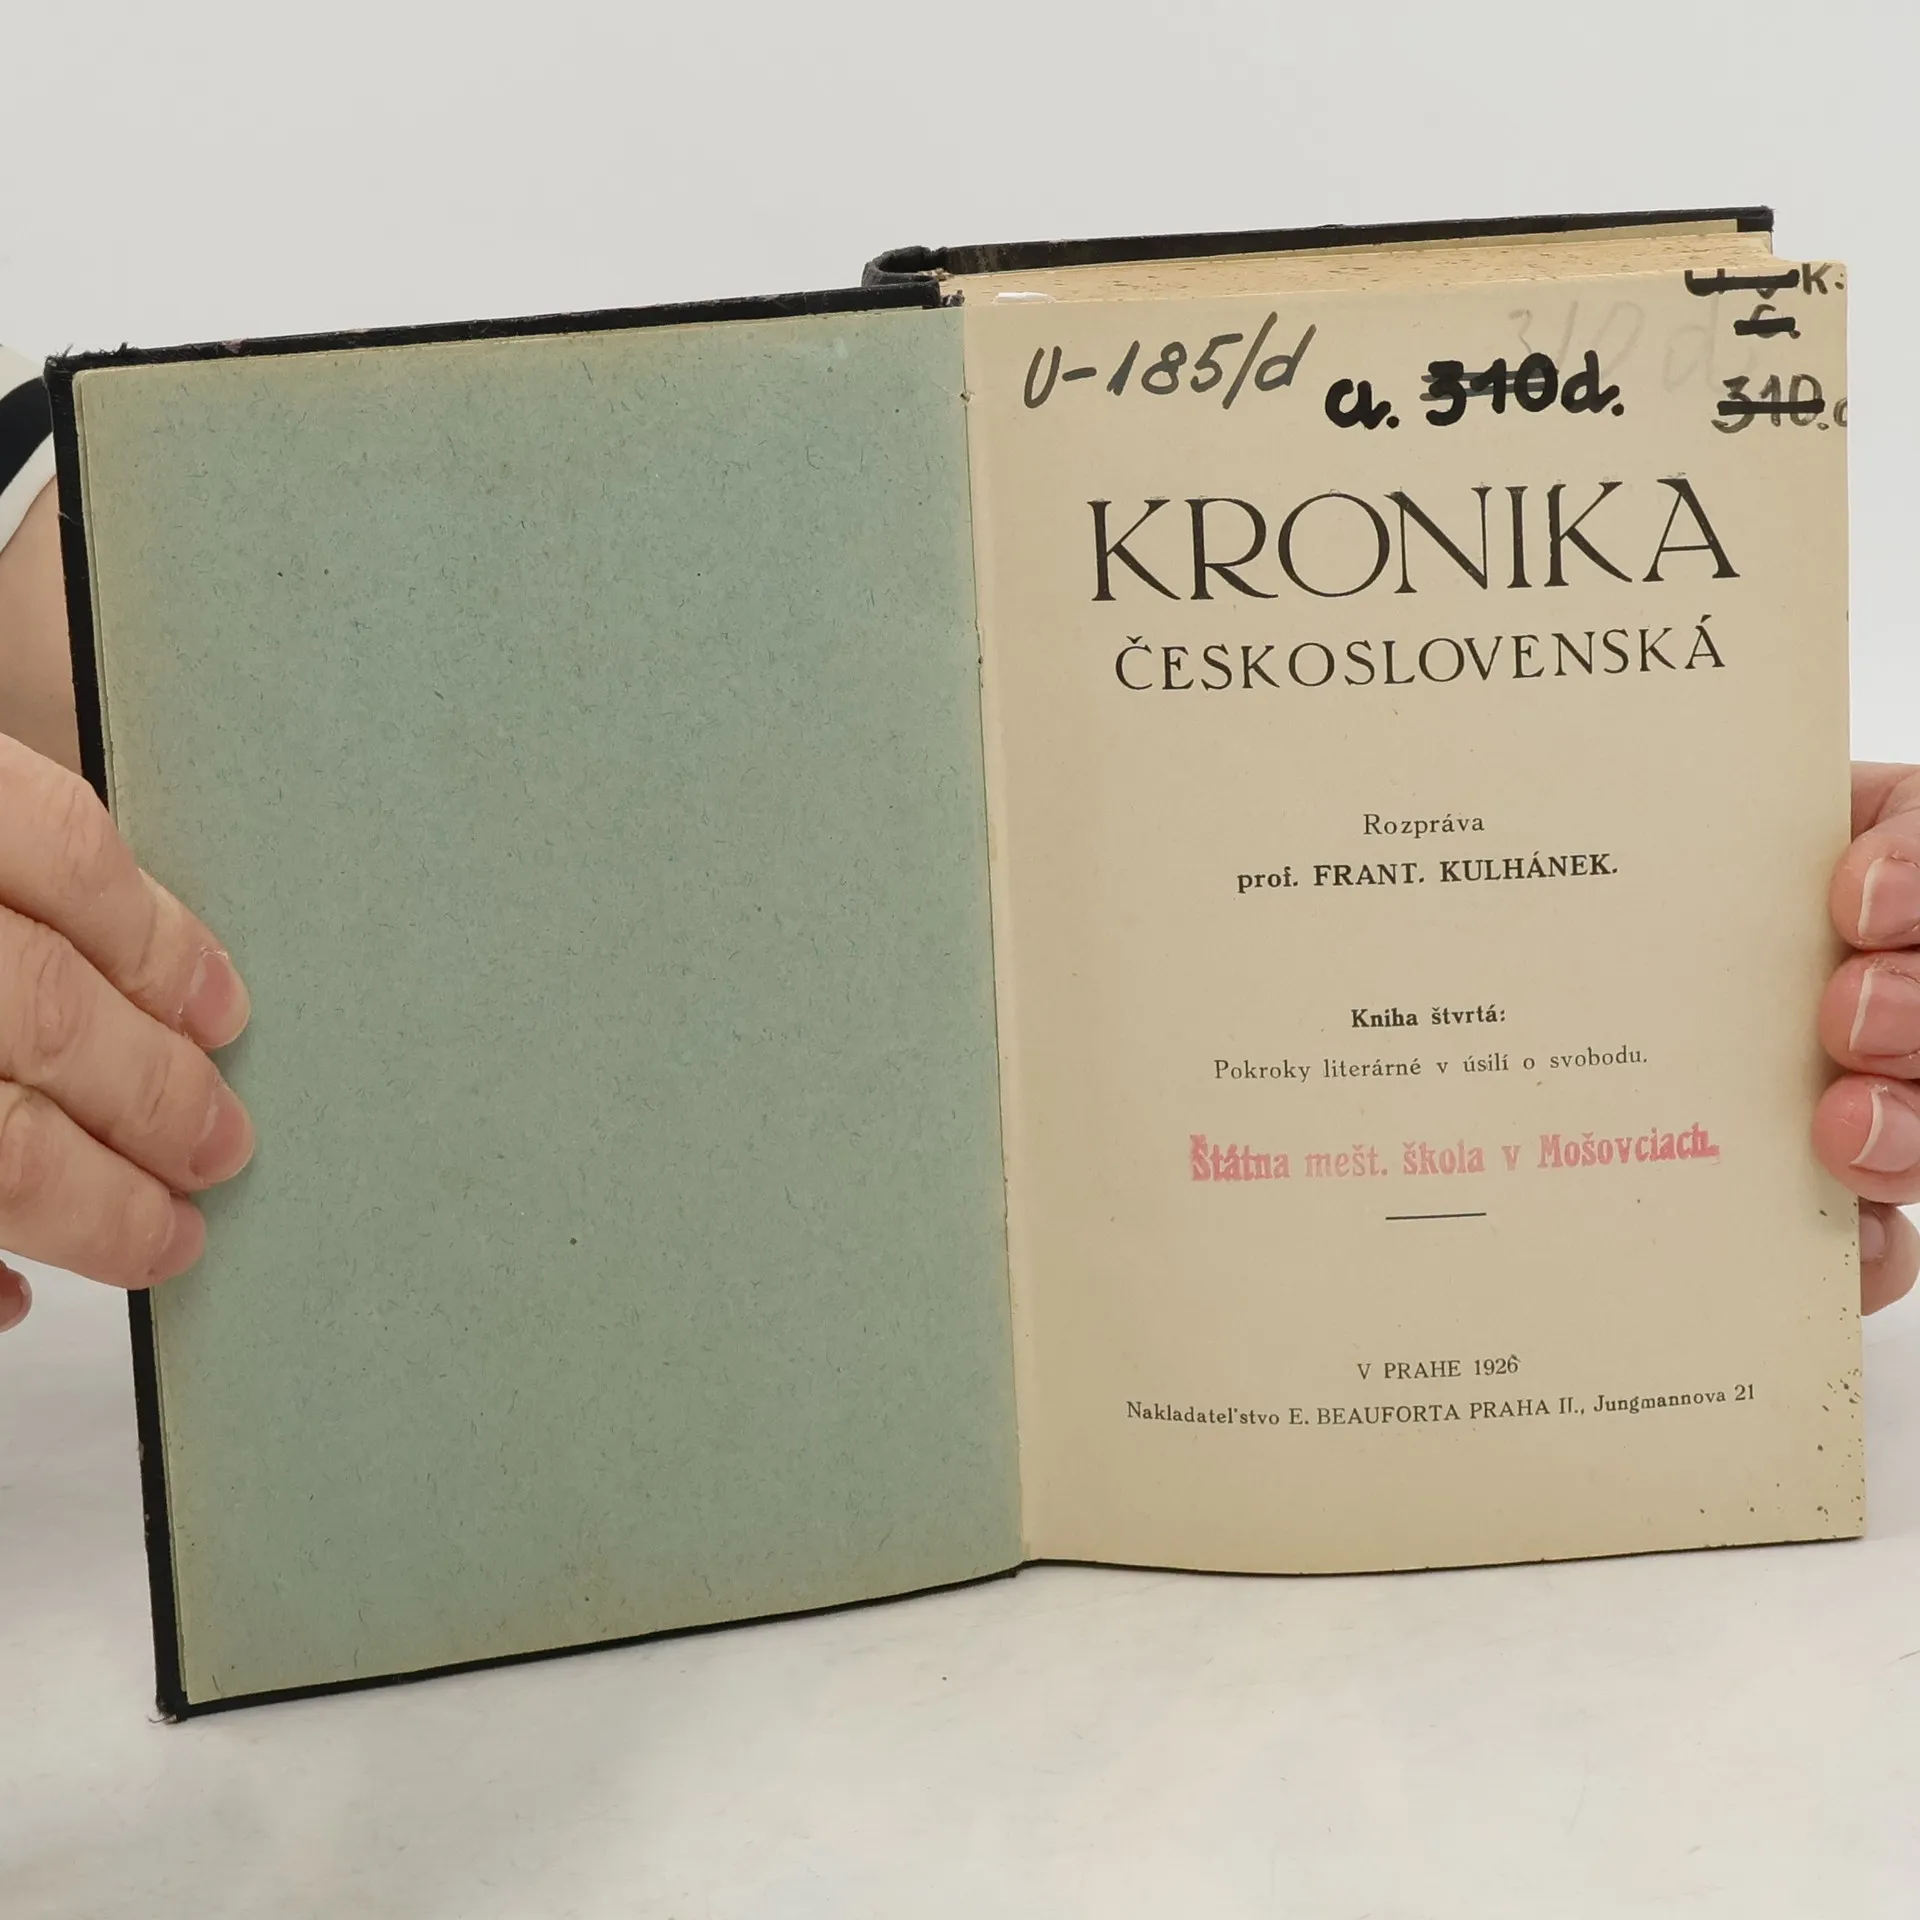 k.
č.
U-185/d
a. 310d.
310.d
310 d.
KRONIKA
ČESKOSLOVENSKÁ
Rozpráva
prof. FRANT. KULHÁNEK.
Kniha štvrtá:
Pokroky literárné v úsilí o svobodu.
Štátna mešt. škola v Mošovciach.
V PRAHE 1926
Nakladateľstvo E. BEAUFORTA PRAHA II., Jungmannova 21